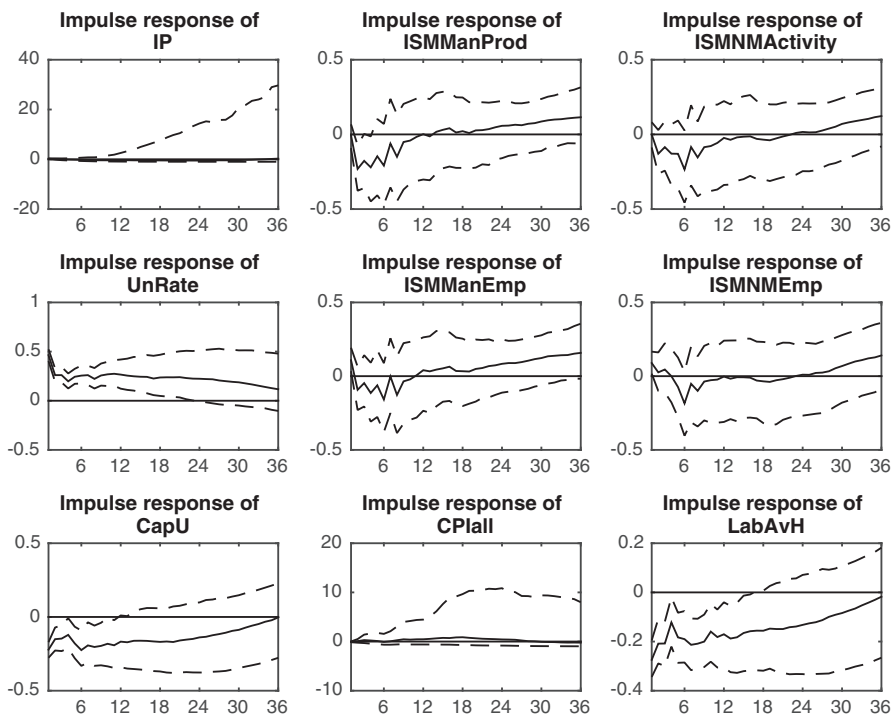 Impulse response of
IP
40
20
0
-20
6 12 18 24 30 36
Impulse response of
ISMManProd
0.5
0
-0.5
6 12 18 24 30 36
Impulse response of
ISMNMActivity
0.5
0
-0.5
6 12 18 24 30 36
Impulse response of
UnRate
1
0.5
0
-0.5
6 12 18 24 30 36
Impulse response of
ISMManEmp
0.5
0
-0.5
6 12 18 24 30 36
Impulse response of
ISMNMEmp
0.5
0
-0.5
6 12 18 24 30 36
Impulse response of
CapU
0.5
0
-0.5
6 12 18 24 30 36
Impulse response of
CPIall
20
10
0
-10
6 12 18 24 30 36
Impulse response of
LabAvH
0.2
0
-0.2
-0.4
6 12 18 24 30 36